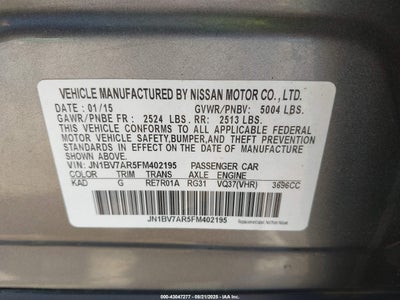 VEHICLE MANUFACTURED BY NISSAN MOTOR CO., LTD.
DATE : 01/15 GVWR/PNBV: 5004 LBS.
GAWR/PNBE FR : 2524 LBS. RR: 2513 LBS.
THIS VEHICLE CONFORMS TO ALL APPLICABLE FEDERAL
MOTOR VEHICLE SAFETY,BUMPER,AND THEFT PREVENTION
STANDARDS IN EFFECT ON THE DATE OF MANUFACTURE
SHOWN ABOVE.
VIN: JN1BV7AR5FM402195 PASSENGER CAR
COLOR TRIM TRANS AXLE ENGINE
KAD G RE7R01A RG31 VQ37(VHR) 3696CC
JN1BV7AR5FM402195
(00)-43047277 - 08/21/2025 - IAAI